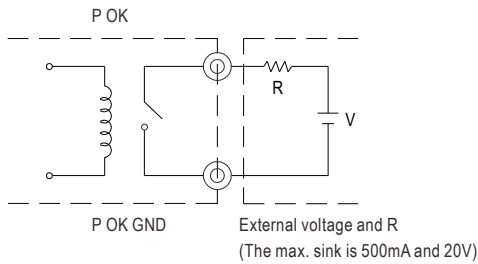 P OK
R
V
P OK GND
External voltage and R
(The max. sink is 500mA and 20V)